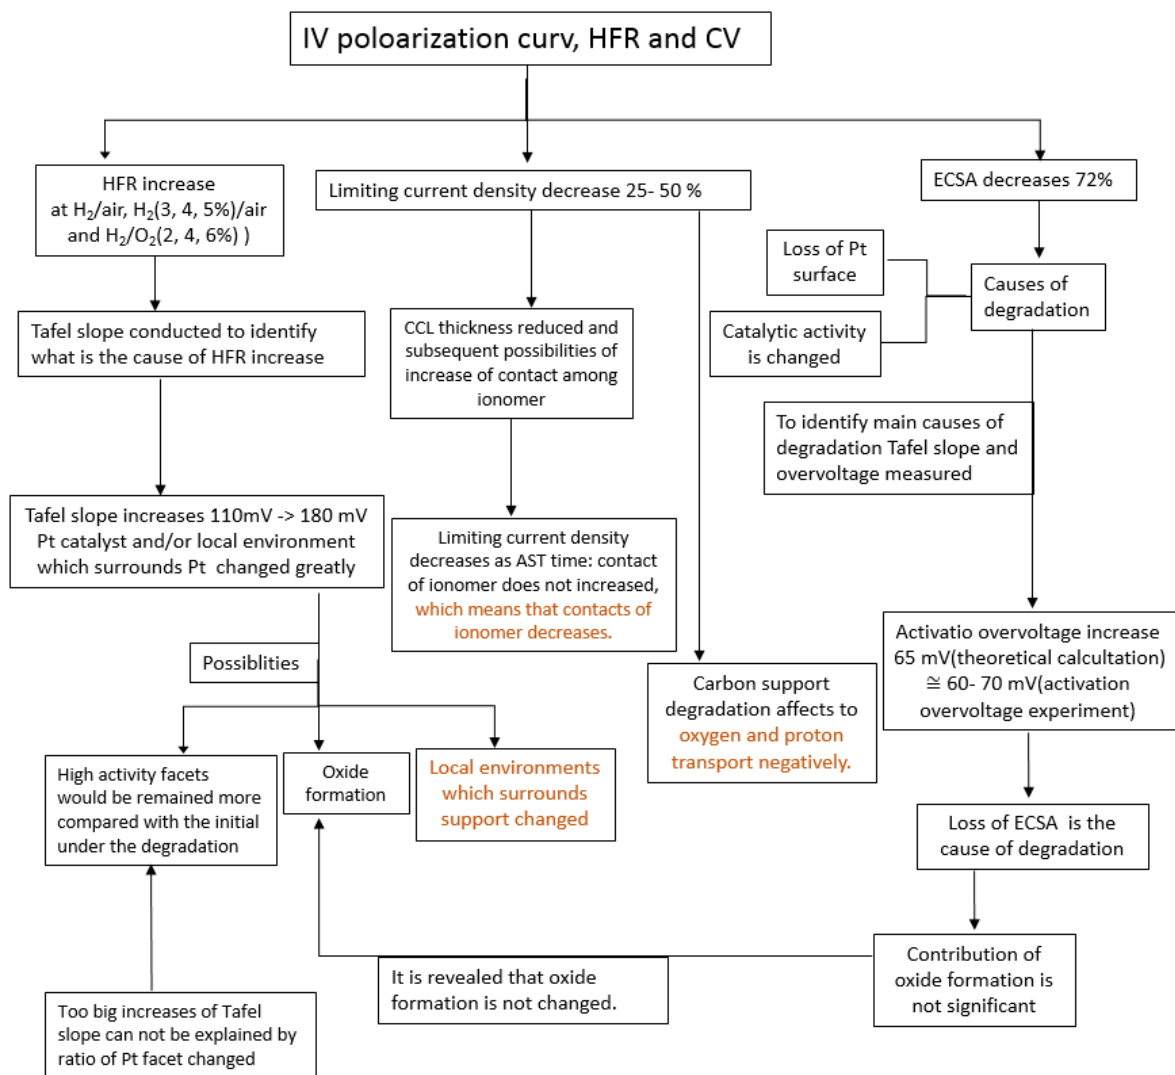 IV poloarization curv, HFR and CV
HFR increase
at H₂/air, H₂(3, 4, 5%)/air
and H₂/O₂(2, 4, 6%) )
Limiting current density decrease 25- 50 %
ECSA decreases 72%
Loss of Pt
surface
Causes of
degradation
Catalytic activity
is changed
Tafel slope conducted to identify
what is the cause of HFR increase
CCL thickness reduced and
subsequent possibilities of
increase of contact among
ionomer
To identify main causes of
degradation Tafel slope and
overvoltage measured
Tafel slope increases 110mV -> 180 mV
Pt catalyst and/or local environment
which surrounds Pt changed greatly
Limiting current density
decreases as AST time: contact
of ionomer does not increased,
which means that contacts of
ionomer decreases.
Activatio overvoltage increase
65 mV(theoretical calcultation)
≅ 60- 70 mV(activation
overvoltage experiment)
Possiblities
Carbon support
degradation affects to
oxygen and proton
transport negatively.
High activity facets
would be remained more
compared with the initial
under the degradation
Oxide
formation
Local environments
which surrounds
support changed
Loss of ECSA is the
cause of degradation
Contribution of
oxide formation is
not significant
It is revealed that oxide
formation is not changed.
Too big increases of Tafel
slope can not be explained by
ratio of Pt facet changed